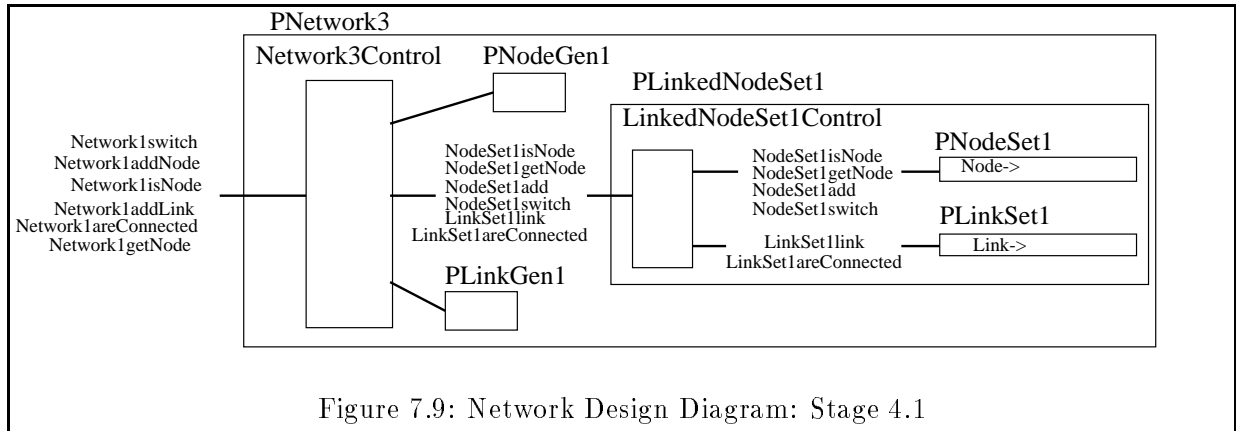 PNetwork3
Network3Control
PNodeGen1
PLinkedNodeSet1
LinkedNodeSet1Control
Network1switch
Network1addNode
Network1isNode
Network1addLink
Network1areConnected
Network1getNode
NodeSet1isNode
NodeSet1getNode
NodeSet1add
NodeSet1switch
LinkSet1link
LinkSet1areConnected
PLinkGen1
NodeSet1isNode
NodeSet1getNode
NodeSet1add
NodeSet1switch
PNodeSet1
Node->
LinkSet1link
LinkSet1areConnected
PLinkSet1
Link->
Figure 7.9: Network Design Diagram: Stage 4.1